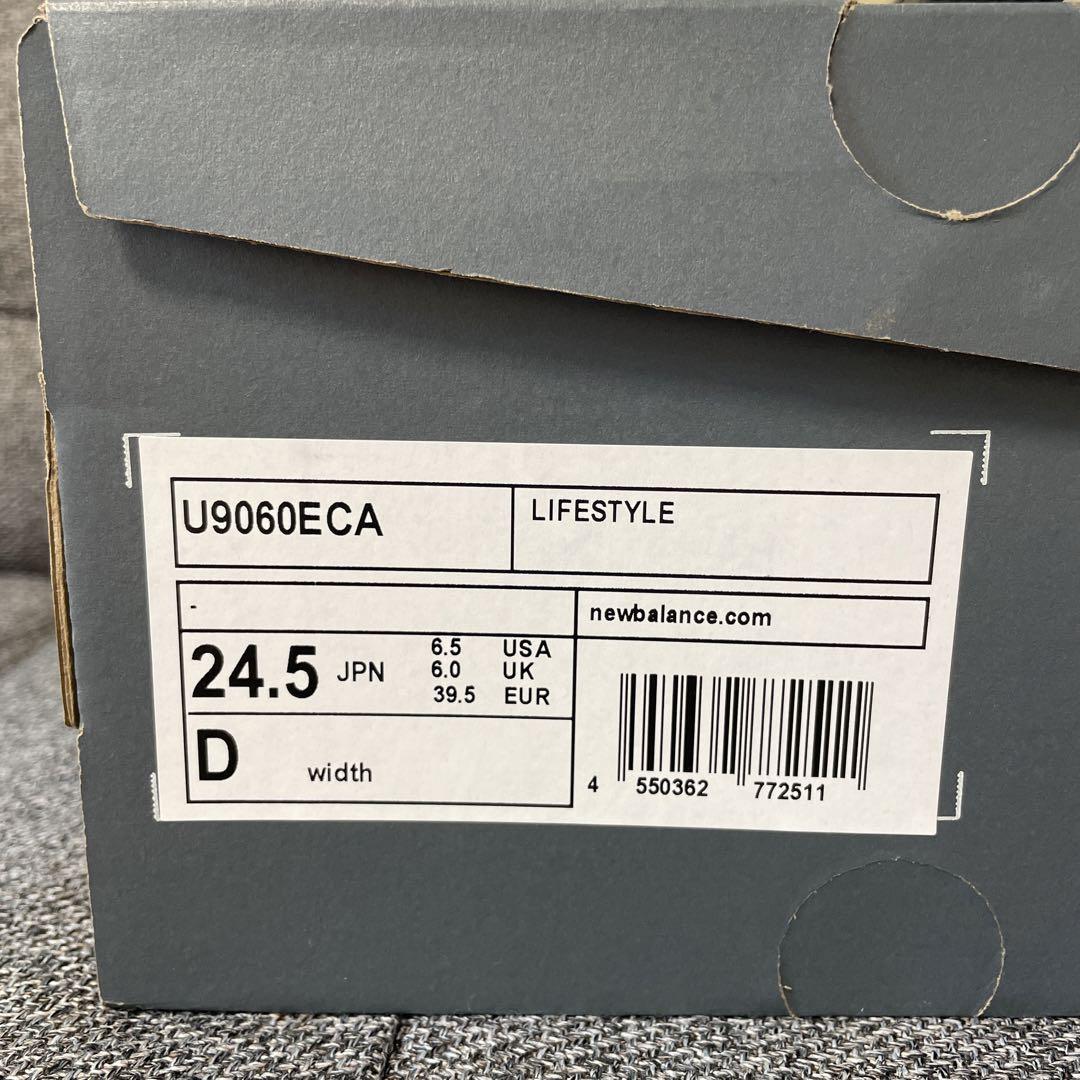 U9060ECA
LIFESTYLE
-
newbalance.com
24.5 JPN
6.5 USA
6.0 UK
39.5 EUR
D width
4 550362 772511